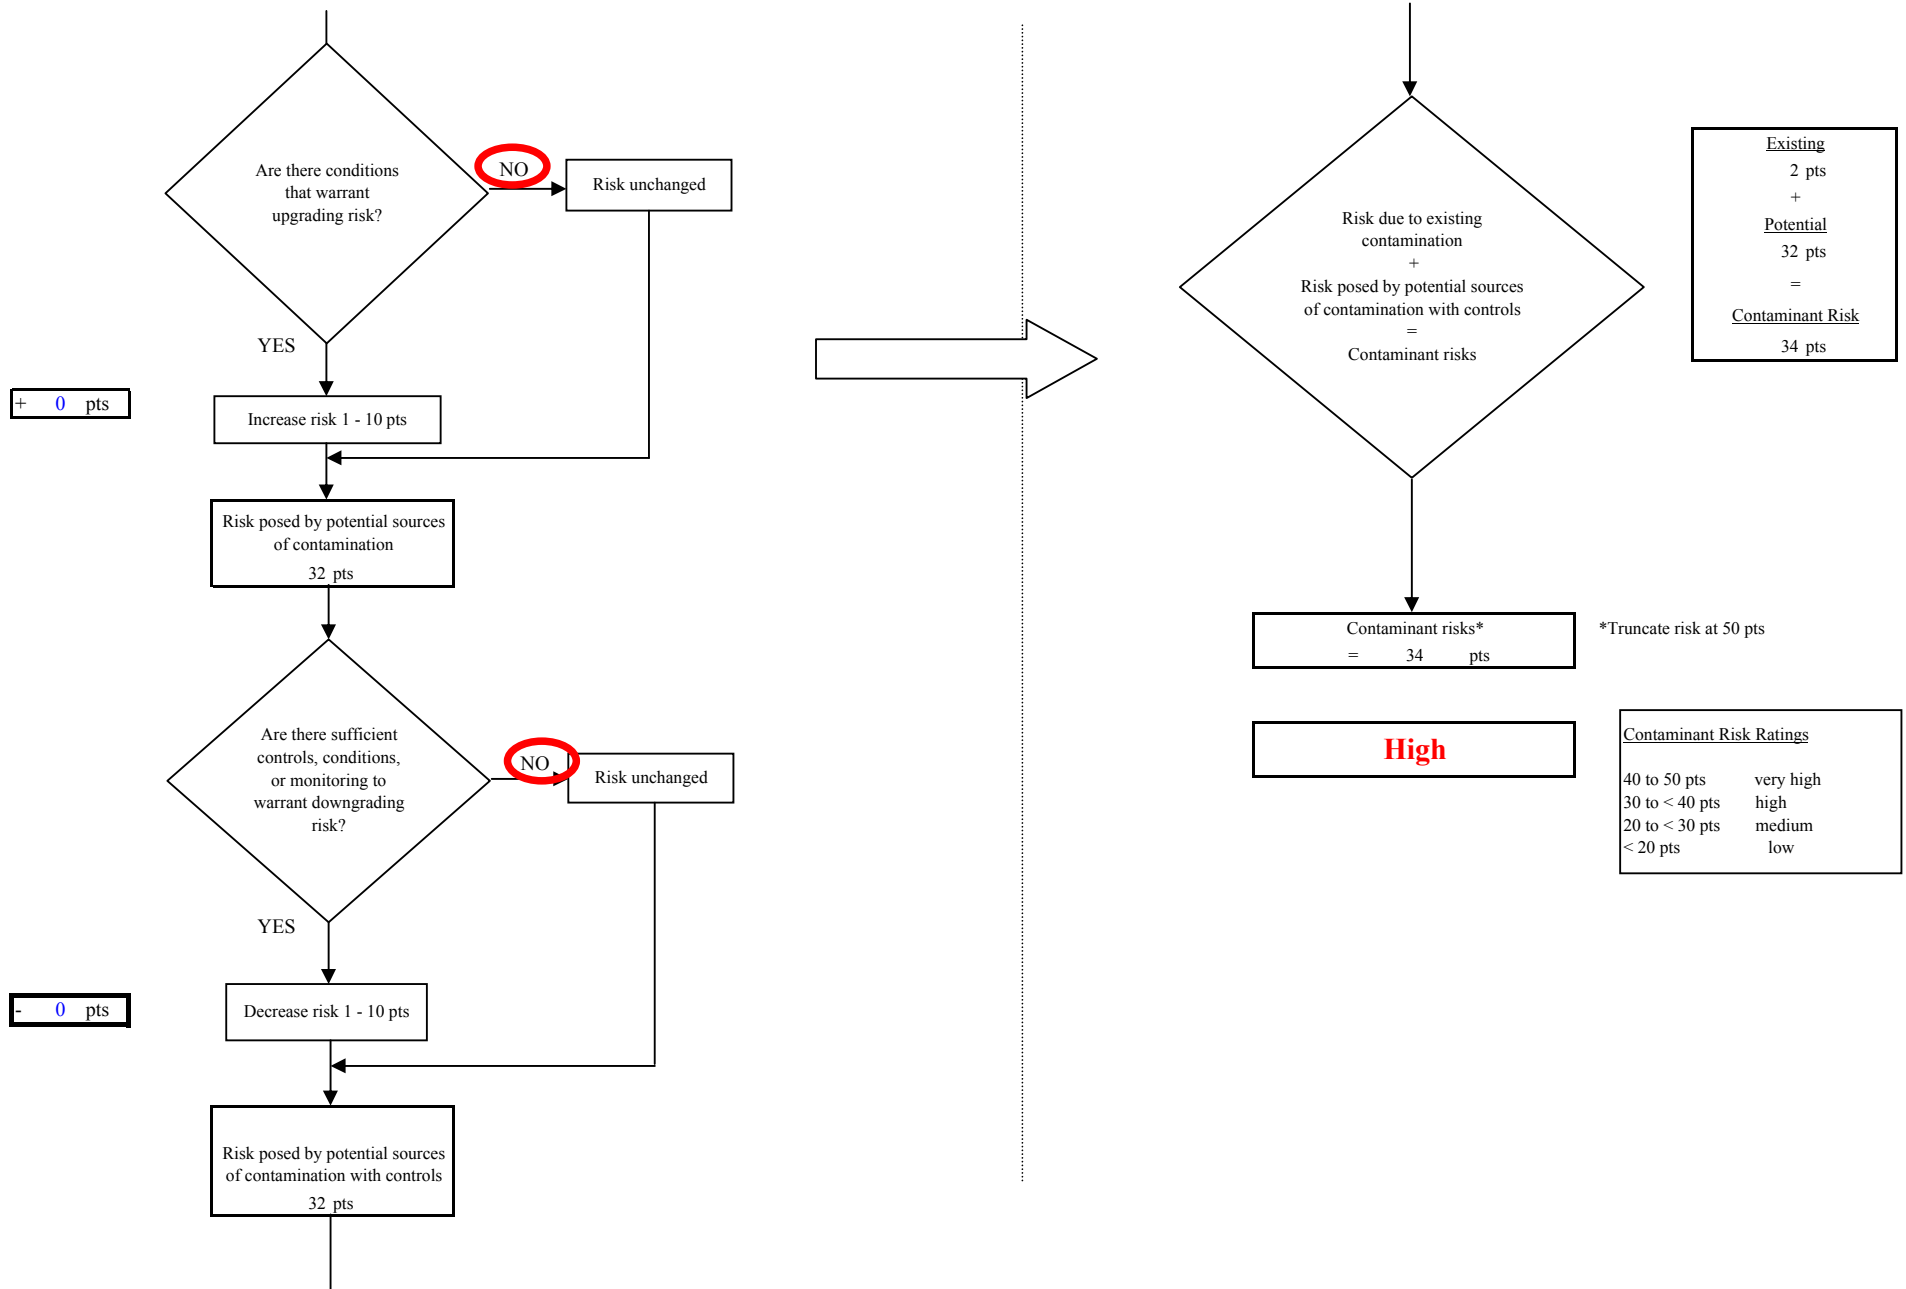 Are there conditions
that warrant
upgrading risk?
NO
Risk unchanged
YES
+ 0 pts
Increase risk 1 - 10 pts
Risk posed by potential sources
of contamination
32 pts
Are there sufficient
controls, conditions,
or monitoring to
warrant downgrading
risk?
NO
Risk unchanged
YES
- 0 pts
Decrease risk 1 - 10 pts
Risk posed by potential sources
of contamination with controls
32 pts
Risk due to existing
contamination
+
Risk posed by potential sources
of contamination with controls
=
Contaminant risks
Existing
2 pts
+
Potential
32 pts
=
Contaminant Risk
34 pts
Contaminant risks*
= 34 pts
*Truncate risk at 50 pts
High
Contaminant Risk Ratings
40 to 50 pts very high
30 to < 40 pts high
20 to < 30 pts medium
< 20 pts low